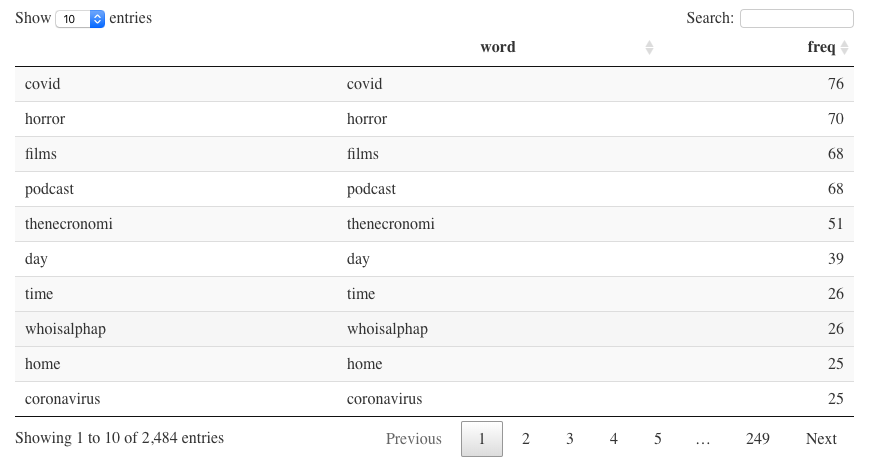 Show 10 entries Search:
word freq
covid covid 76
horror horror 70
films films 68
podcast podcast 68
thenecronomi thenecronomi 51
day day 39
time time 26
whoisalphap whoisalphap 26
home home 25
coronavirus coronavirus 25
Showing 1 to 10 of 2,484 entries Previous 1 2 3 4 5 … 249 Next